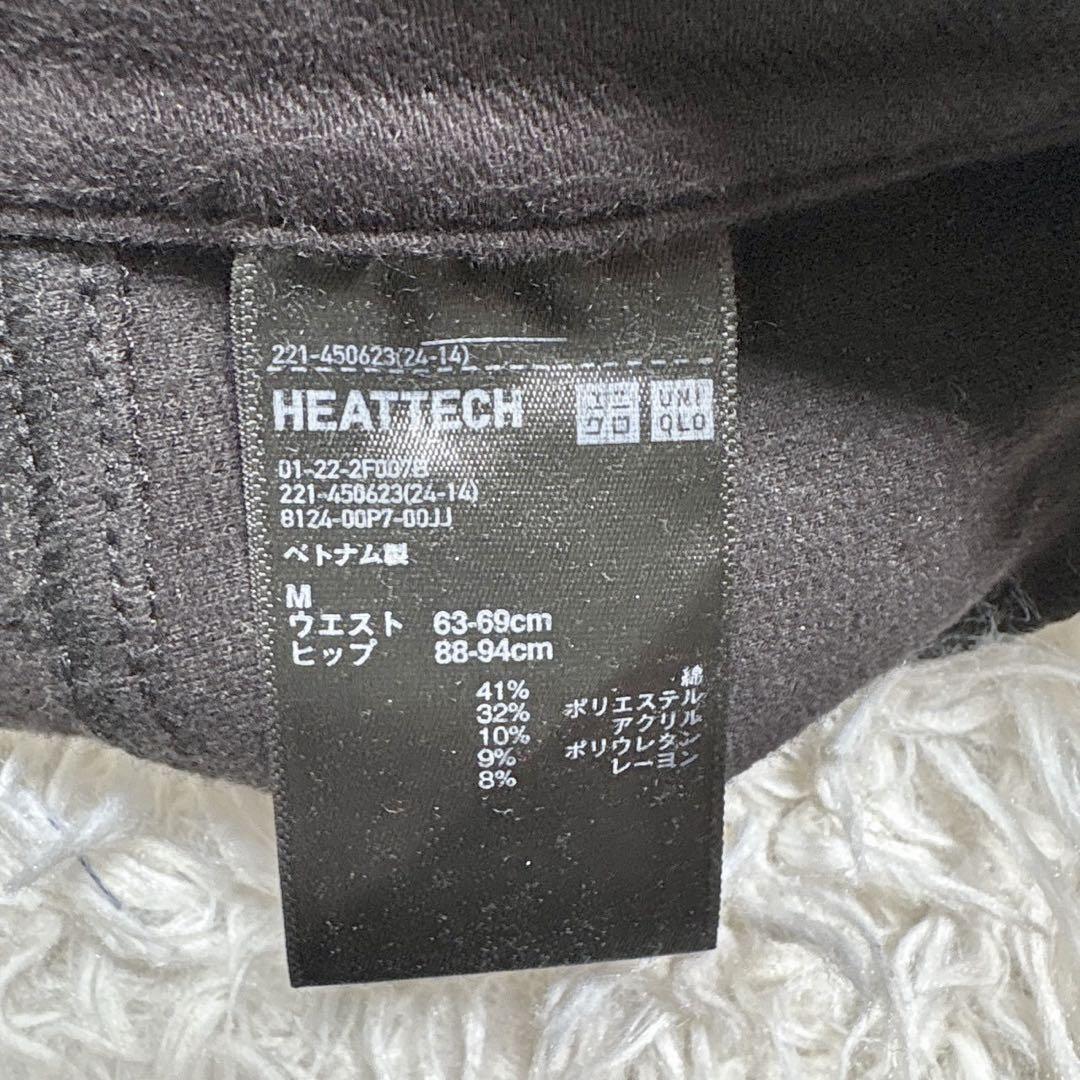 221-450623(24-14)
HEATTECH ユニクロ UNIQLO
01-22-2F007B
221-450623(24-14)
8124-00P7-00JJ
ベトナム製
M
ウエスト 63-69cm
ヒップ 88-94cm
41% 綿
32% ポリエステル
10% アクリル
9% ポリウレタン
8% レーヨン